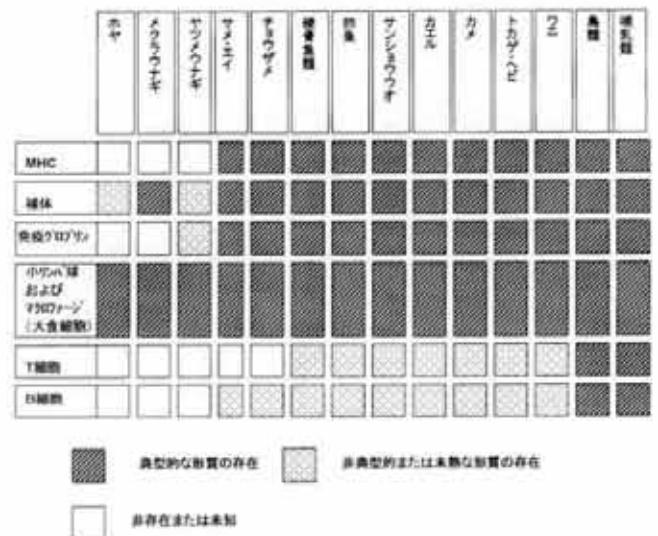 ホヤ
メクラウナギ
ヤツメウナギ
サメ・エイ
チョウザメ
硬骨魚類
肺魚
サンショウウオ
カエル
カメ
トカゲ・ヘビ
ワニ
鳥類
哺乳類
MHC
補体
免疫グロブリン
小リンパ球
および
マクロファージ
(大食細胞)
T細胞
B細胞
典型的な形質の存在
非典型的または未熟な形質の存在
非存在または未知